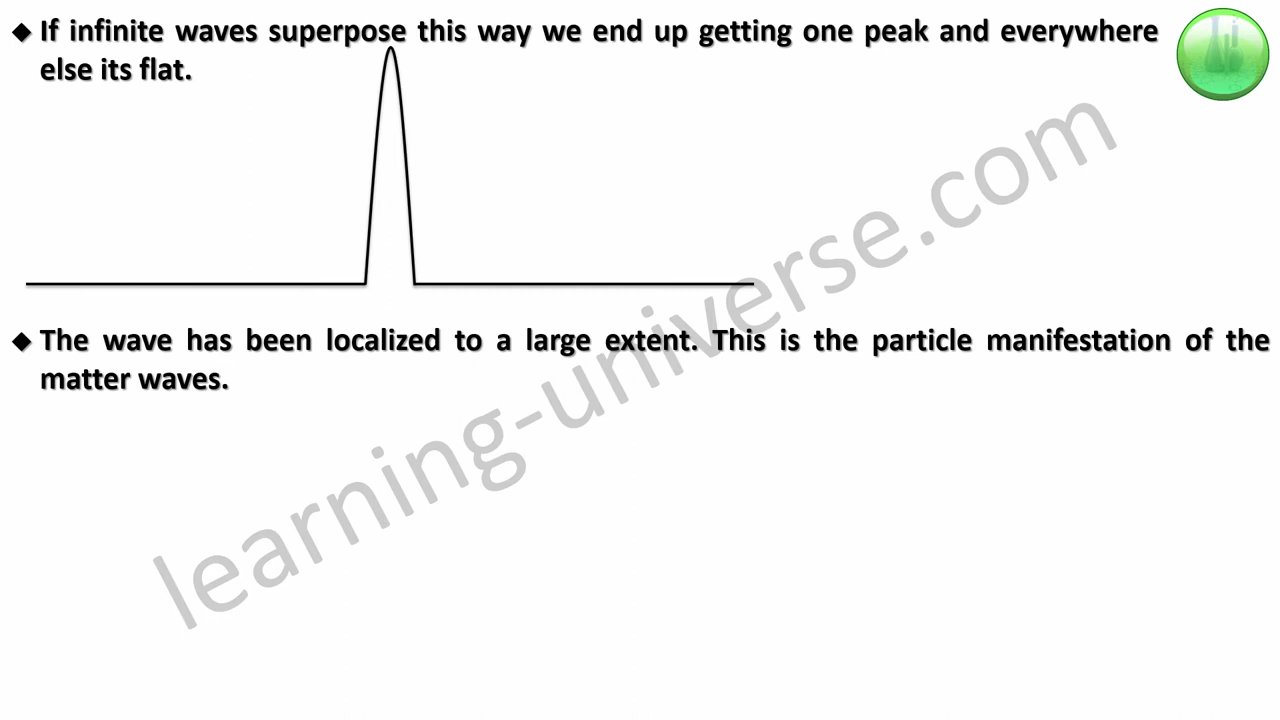 If infinite waves superpose this way we end up getting one peak and everywhere
else its flat.
The wave has been localized to a large extent. This is the particle manifestation of the
matter waves.
learning-universe.com